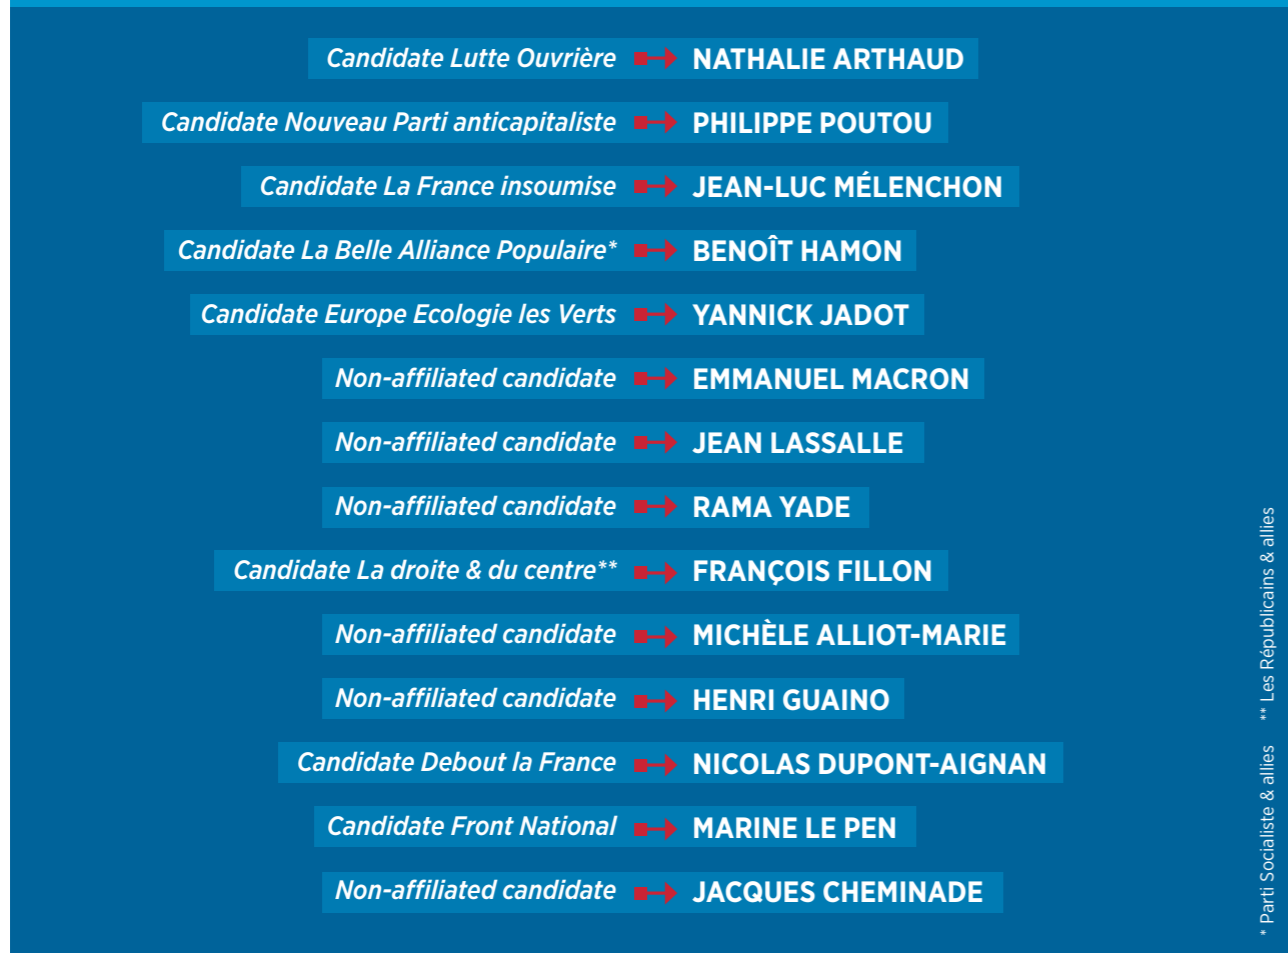 Candidate Lutte Ouvrière NATHALIE ARTHAUD
Candidate Nouveau Parti anticapitaliste PHILIPPE POUTOU
Candidate La France insoumise JEAN-LUC MÉLENCHON
Candidate La Belle Alliance Populaire* BENOÎT HAMON
Candidate Europe Ecologie les Verts YANNICK JADOT
Non-affiliated candidate EMMANUEL MACRON
Non-affiliated candidate JEAN LASSALLE
Non-affiliated candidate RAMA YADE
Candidate La droite & du centre** FRANÇOIS FILLON
Non-affiliated candidate MICHÈLE ALLIOT-MARIE
Non-affiliated candidate HENRI GUAINO
Candidate Debout la France NICOLAS DUPONT-AIGNAN
Candidate Front National MARINE LE PEN
Non-affiliated candidate JACQUES CHEMINADE
* Parti Socialiste & allies ** Les Républicains & allies